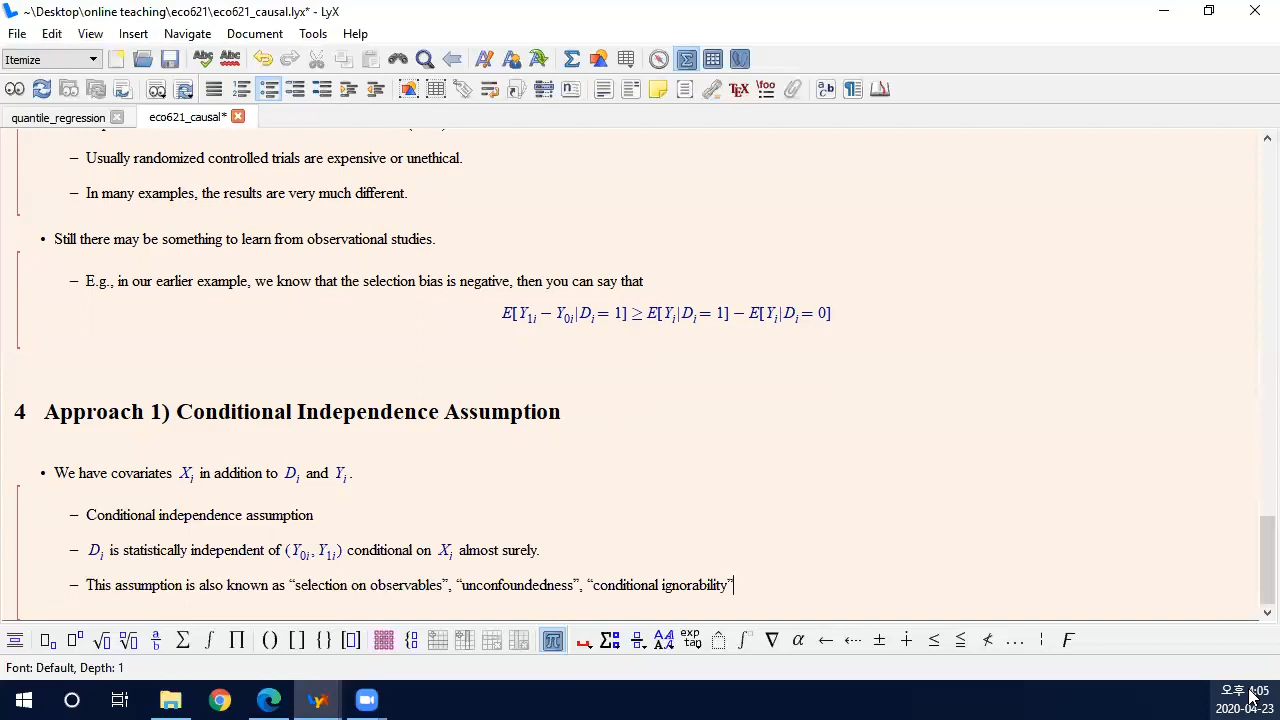 ~\Desktop\online teaching\eco621\eco621_causal.lyx* - LyX
File Edit View Insert Navigate Document Tools Help
Itemize
quantile_regression eco621_causal*
– Usually randomized controlled trials are expensive or unethical.
– In many examples, the results are very much different.
• Still there may be something to learn from observational studies.
– E.g., in our earlier example, we know that the selection bias is negative, then you can say that
E[Y₁ᵢ − Y₀ᵢ|Dᵢ = 1] ≥ E[Yᵢ|Dᵢ = 1] − E[Yᵢ|Dᵢ = 0]
4 Approach 1) Conditional Independence Assumption
• We have covariates Xᵢ in addition to Dᵢ and Yᵢ.
– Conditional independence assumption
– Dᵢ is statistically independent of (Y₀ᵢ, Y₁ᵢ) conditional on Xᵢ almost surely.
– This assumption is also known as “selection on observables”, “unconfoundedness”, “conditional ignorability”
Font: Default, Depth: 1
오후 4:05
2020-04-23